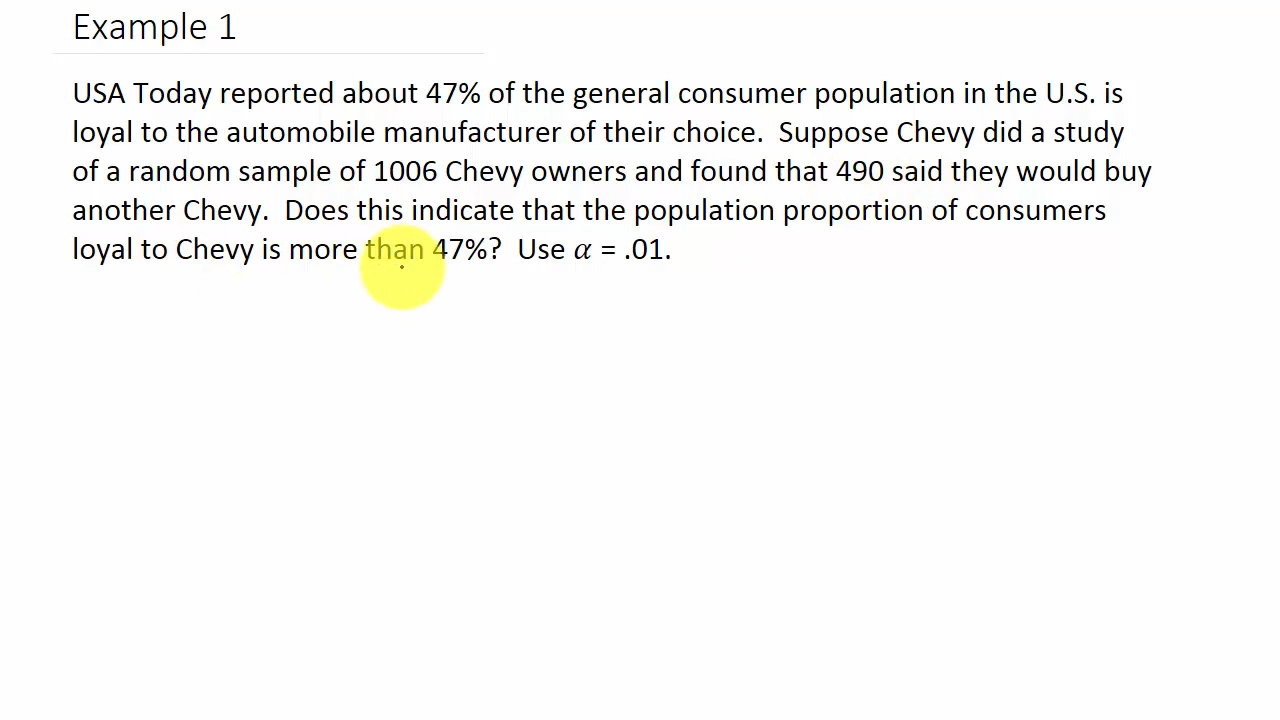 Example 1
USA Today reported about 47% of the general consumer population in the U.S. is
loyal to the automobile manufacturer of their choice.  Suppose Chevy did a study
of a random sample of 1006 Chevy owners and found that 490 said they would buy
another Chevy.  Does this indicate that the population proportion of consumers
loyal to Chevy is more than 47%?  Use α = .01.